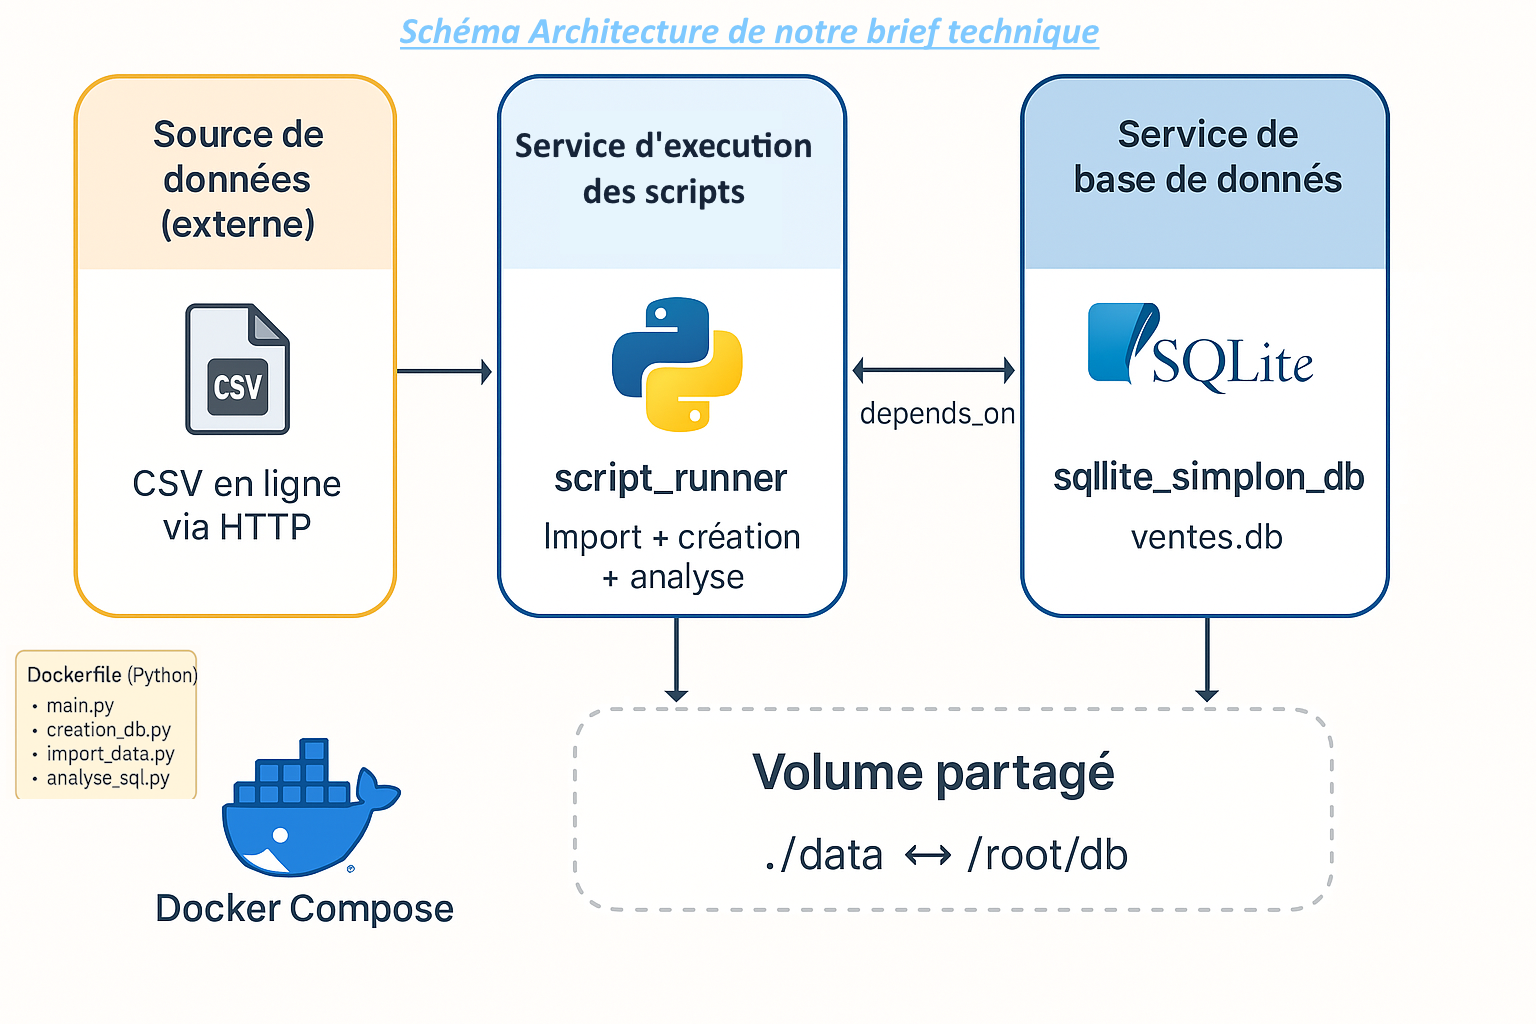 Schéma Architecture de notre brief technique
Source de
données
(externe)
CSV
CSV en ligne
via HTTP
Service d'execution
des scripts
script_runner
Import + création
+ analyse
depends_on
Service de
base de donnés
SQLite
sqllite_simplon_db
ventes.db
Dockerfile (Python)
• main.py
• creation_db.py
• import_data.py
• analyse_sql.py
Docker Compose
Volume partagé
./data ↔ /root/db